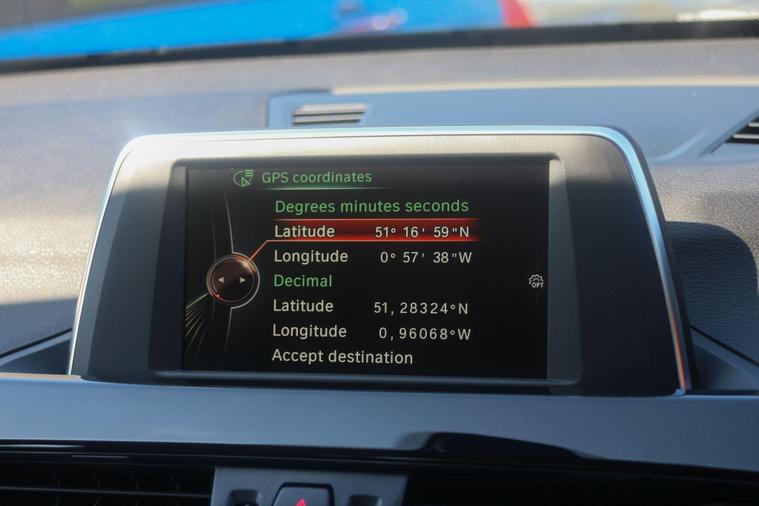 GPS coordinates
Degrees minutes seconds
Latitude 51° 16' 59"N
Longitude 0° 57' 38"W
Decimal
OPT
Latitude 51,28324°N
Longitude 0,96068°W
Accept destination